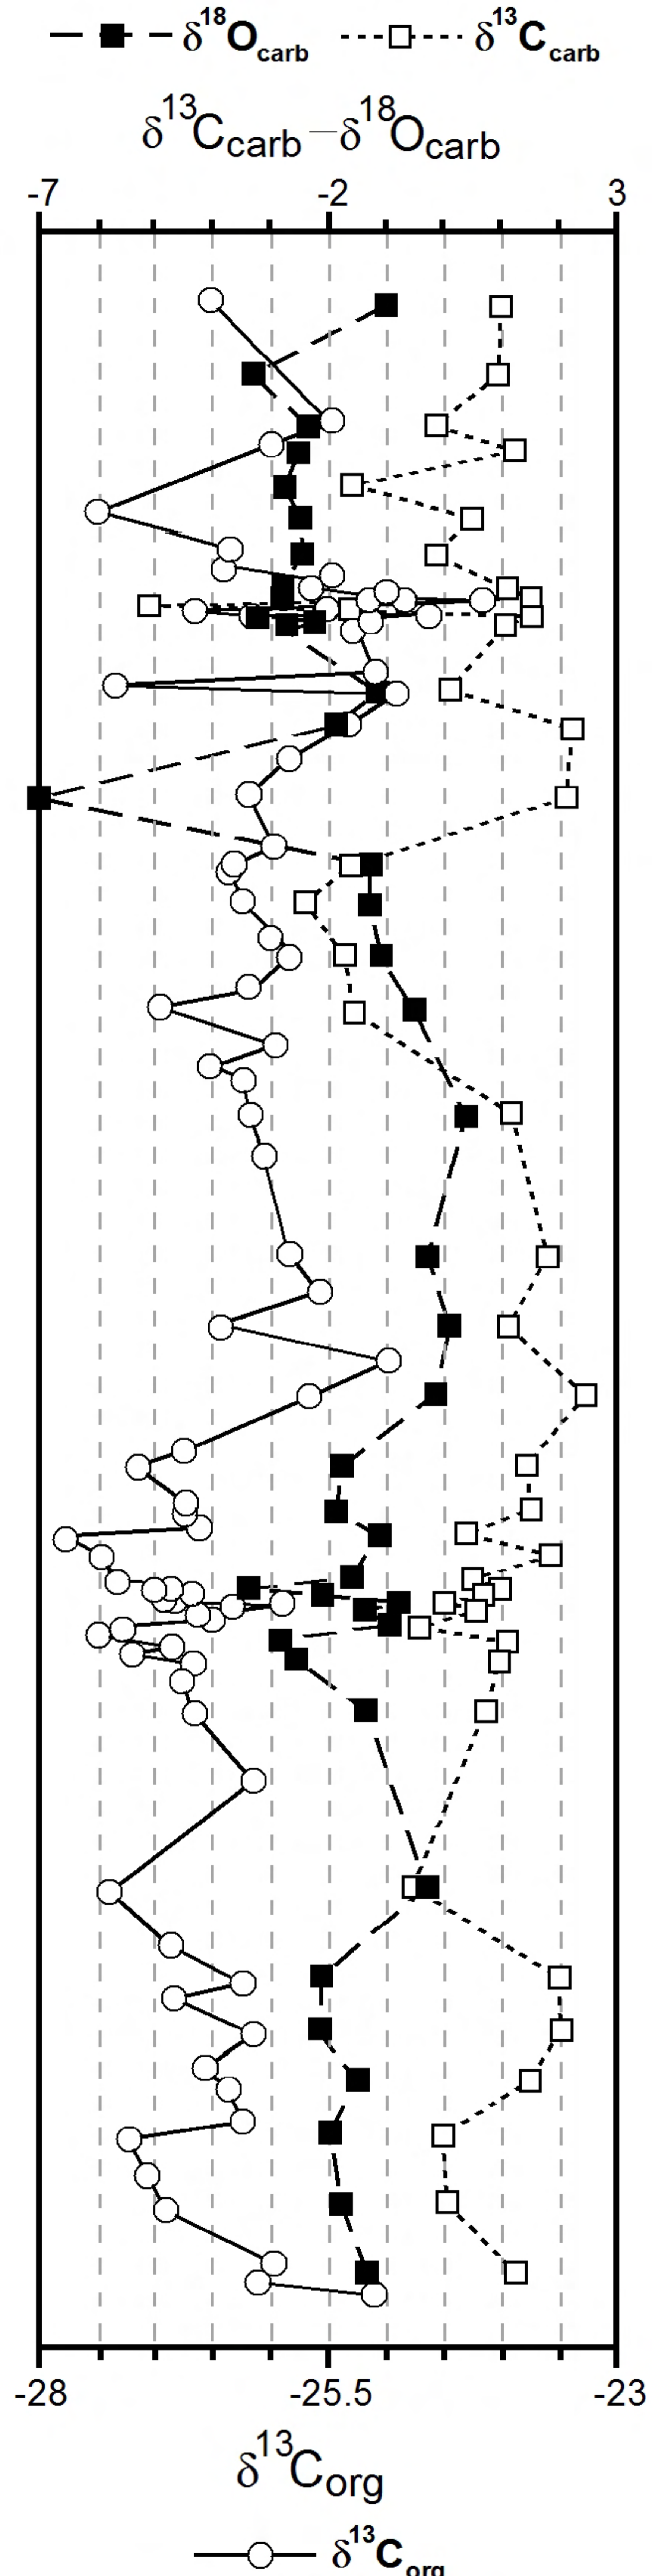 δ18Ocarb δ13Ccarb
δ13Ccarb–δ18Ocarb
-7 -2 3
-28 -25.5 -23
δ13Corg
δ13Corg